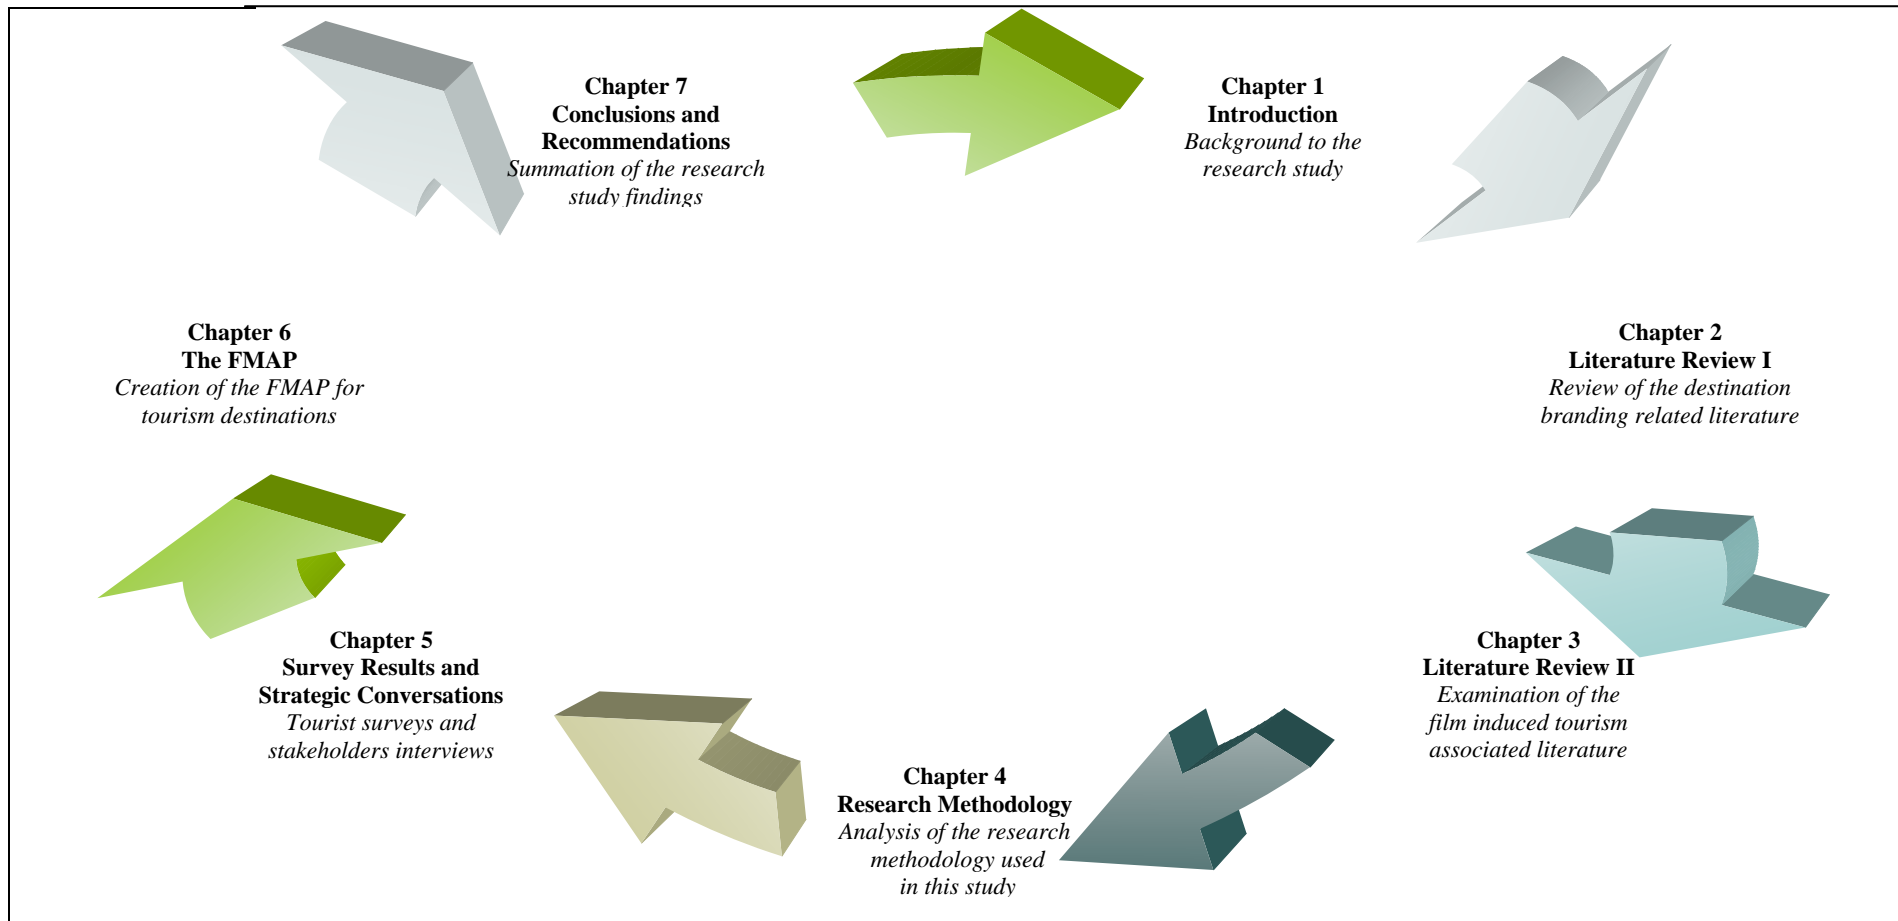 Chapter 1
Introduction
Background to the
research study
Chapter 2
Literature Review I
Review of the destination
branding related literature
Chapter 3
Literature Review II
Examination of the
film induced tourism
associated literature
Chapter 4
Research Methodology
Analysis of the research
methodology used
in this study
Chapter 5
Survey Results and
Strategic Conversations
Tourist surveys and
stakeholders interviews
Chapter 6
The FMAP
Creation of the FMAP for
tourism destinations
Chapter 7
Conclusions and
Recommendations
Summation of the research
study findings